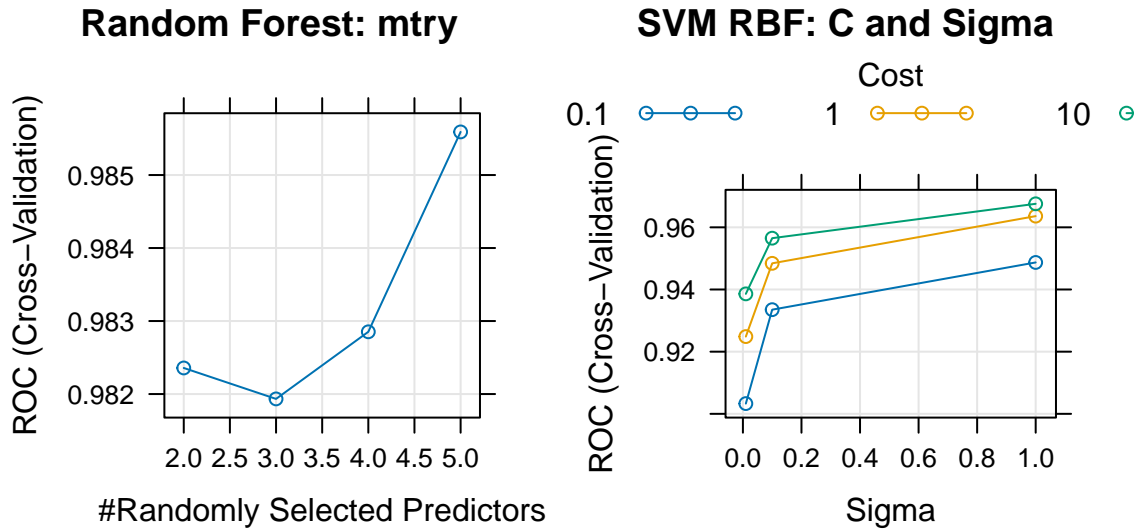 Random Forest: mtry
ROC (Cross−Validation)
0.985
0.984
0.983
0.982
2.0 2.5 3.0 3.5 4.0 4.5 5.0
#Randomly Selected Predictors
SVM RBF: C and Sigma
Cost
0.1 1 10
ROC (Cross−Validation)
0.96
0.94
0.92
0.0 0.2 0.4 0.6 0.8 1.0
Sigma